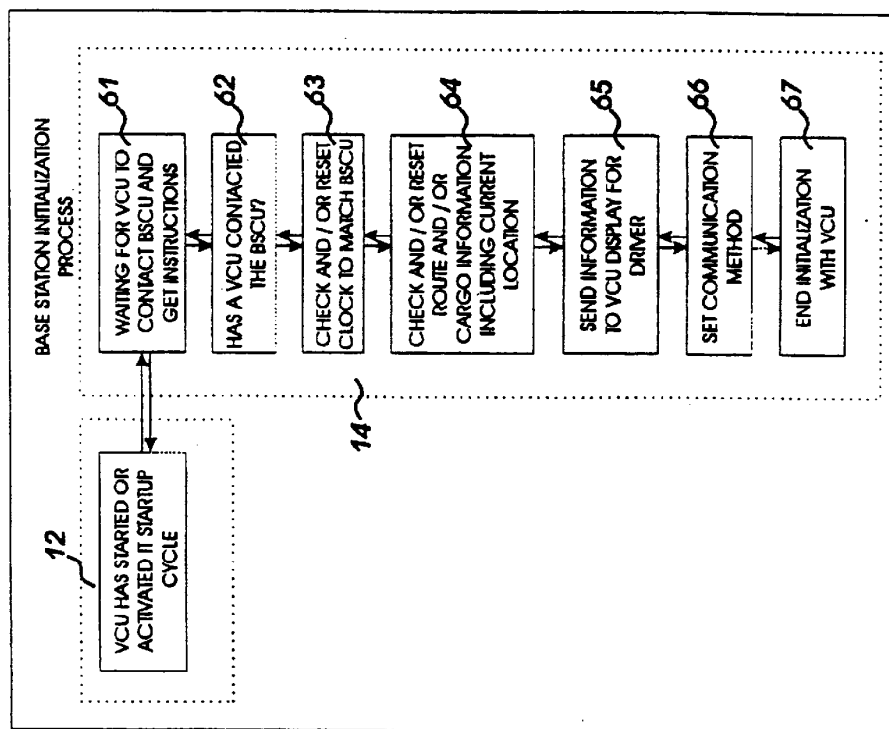 BASE STATION INITIALIZATION
PROCESS
12
VCU HAS STARTED OR
ACTIVATED IT STARTUP
CYCLE
14
WAITING FOR VCU TO
CONTACT BSCU AND
GET INSTRUCTIONS
61
HAS A VCU CONTACTED
THE BSCU?
62
CHECK AND / OR RESET
CLOCK TO MATCH BSCU
63
CHECK AND / OR RESET
ROUTE AND / OR
CARGO INFORMATION
INCLUDING CURRENT
LOCATION
64
SEND INFORMATION
TO VCU DISPLAY FOR
DRIVER
65
SET COMMUNICATION
METHOD
66
END INITIALIZATION
WITH VCU
67